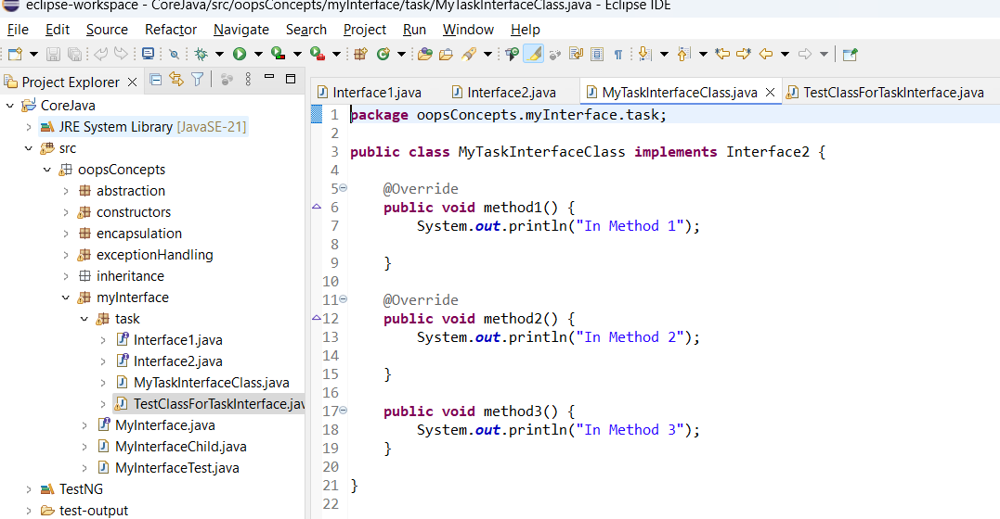 eclipse-workspace - CoreJava/src/oopsConcepts/myInterface/task/MyTaskInterfaceClass.java - Eclipse IDE
File Edit Source Refactor Navigate Search Project Run Window Help
Project Explorer
CoreJava
JRE System Library [JavaSE-21]
src
oopsConcepts
abstraction
constructors
encapsulation
exceptionHandling
inheritance
myInterface
task
Interface1.java
Interface2.java
MyTaskInterfaceClass.java
TestClassForTaskInterface.jav
MyInterface.java
MyInterfaceChild.java
MyInterfaceTest.java
TestNG
test-output
Interface1.java Interface2.java MyTaskInterfaceClass.java TestClassForTaskInterface.java
1 package oopsConcepts.myInterface.task;
2
3 public class MyTaskInterfaceClass implements Interface2 {
4
5 @Override
6 public void method1() {
7 System.out.println("In Method 1");
8
9 }
10
11 @Override
12 public void method2() {
13 System.out.println("In Method 2");
14
15 }
16
17 public void method3() {
18 System.out.println("In Method 3");
19 }
20
21 }
22